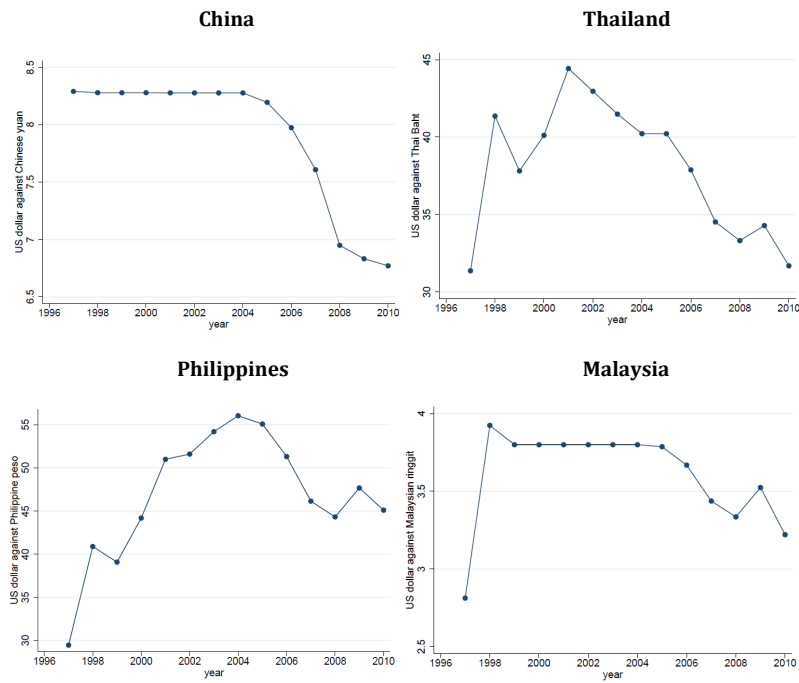 China
US dollar against Chinese yuan
8.5
8
7.5
7
6.5
1996 1998 2000 2002 2004 2006 2008 2010
year
Thailand
US dollar against Thai Baht
45
40
35
30
1996 1998 2000 2002 2004 2006 2008 2010
year
Philippines
US dollar against Philippine peso
55
50
45
40
35
30
1996 1998 2000 2002 2004 2006 2008 2010
year
Malaysia
US dollar against Malaysian ringgit
4
3.5
3
2.5
1996 1998 2000 2002 2004 2006 2008 2010
year